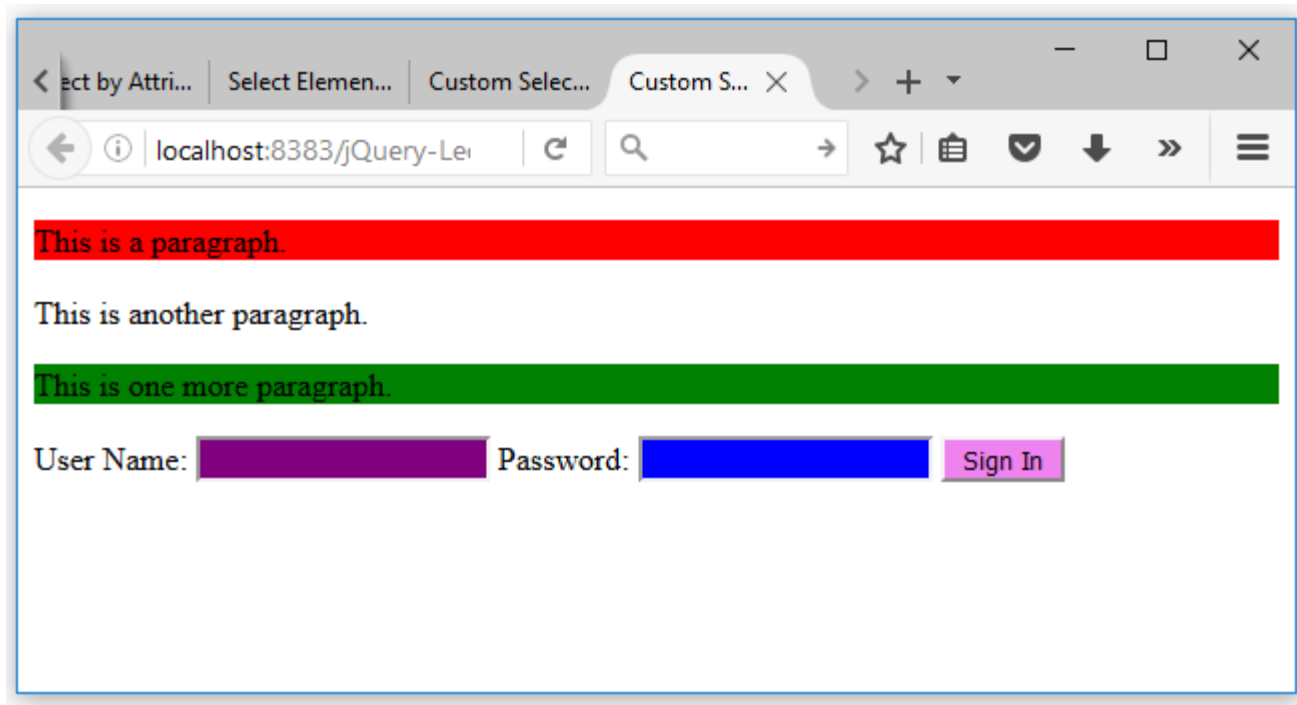 ect by Attri... Select Elemen... Custom Selec... Custom S...
localhost:8383/jQuery-Le
This is a paragraph.
This is another paragraph.
This is one more paragraph.
User Name: Password: Sign In